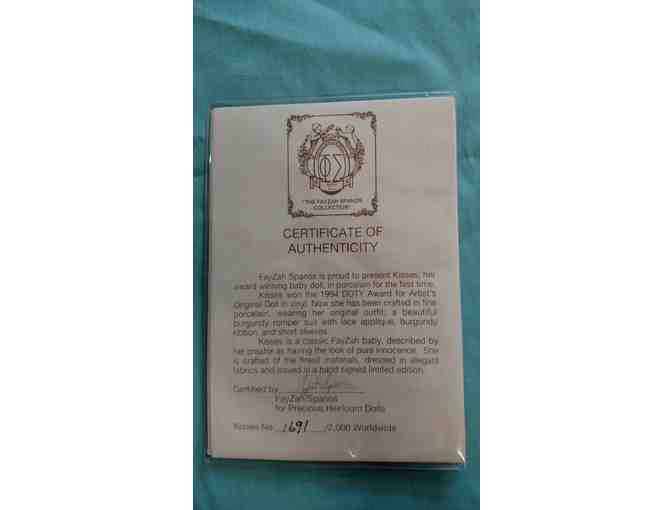 ΦΣ
"THE FAYZAH SPANOS
COLLECTION"
CERTIFICATE OF
AUTHENTICITY
FayZah Spanos is proud to present Kisses, her
award winning baby doll, in porcelain for the first time.
Kisses won the 1994 DOTY Award for Artist's
Original Doll in vinyl. Now she has been crafted in fine
porcelain, wearing her original outfit; a beautiful
burgundy romper suit with lace applique, burgundy
ribbon, and short sleeves.
Kisses is a classic FayZah baby, described by
her creator as having the look of pure innocence. She
is crafted of the finest materials, dressed in elegant
fabrics and issued in a hand signed limited edition.
Certified by
FayZah Spanos
for Precious Heirloom Dolls
Kisses No. 1691 /2,000 Worldwide